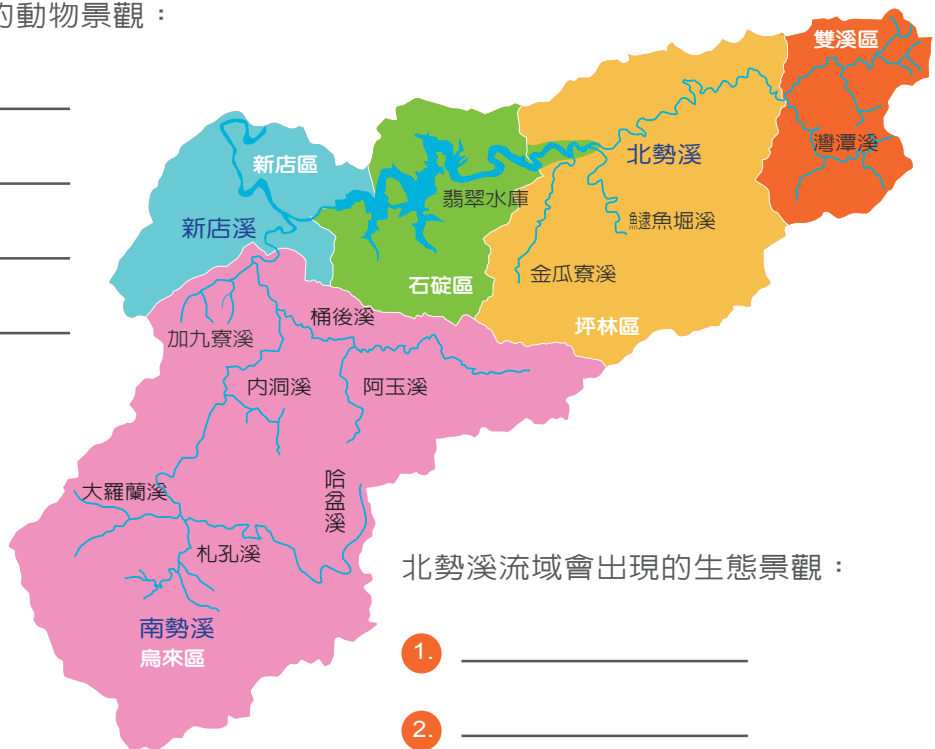 的動物景觀：
雙溪區
灣潭溪
北勢溪
新店區
翡翠水庫
新店溪
鱁魚堀溪
金瓜寮溪
石碇區
坪林區
桶後溪
加九寮溪
內洞溪
阿玉溪
大羅蘭溪
哈盆溪
札孔溪
北勢溪流域會出現的生態景觀：
南勢溪
烏來區
1.
2.